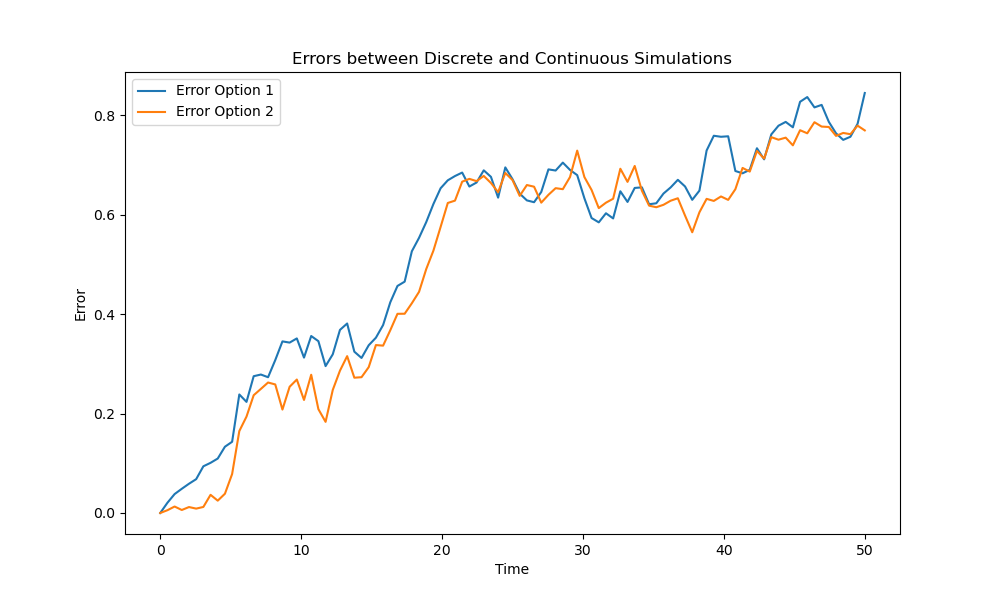 Errors between Discrete and Continuous Simulations
Error Option 1
Error Option 2
0.8
0.6
0.4
0.2
0.0
Error
0 10 20 30 40 50
Time